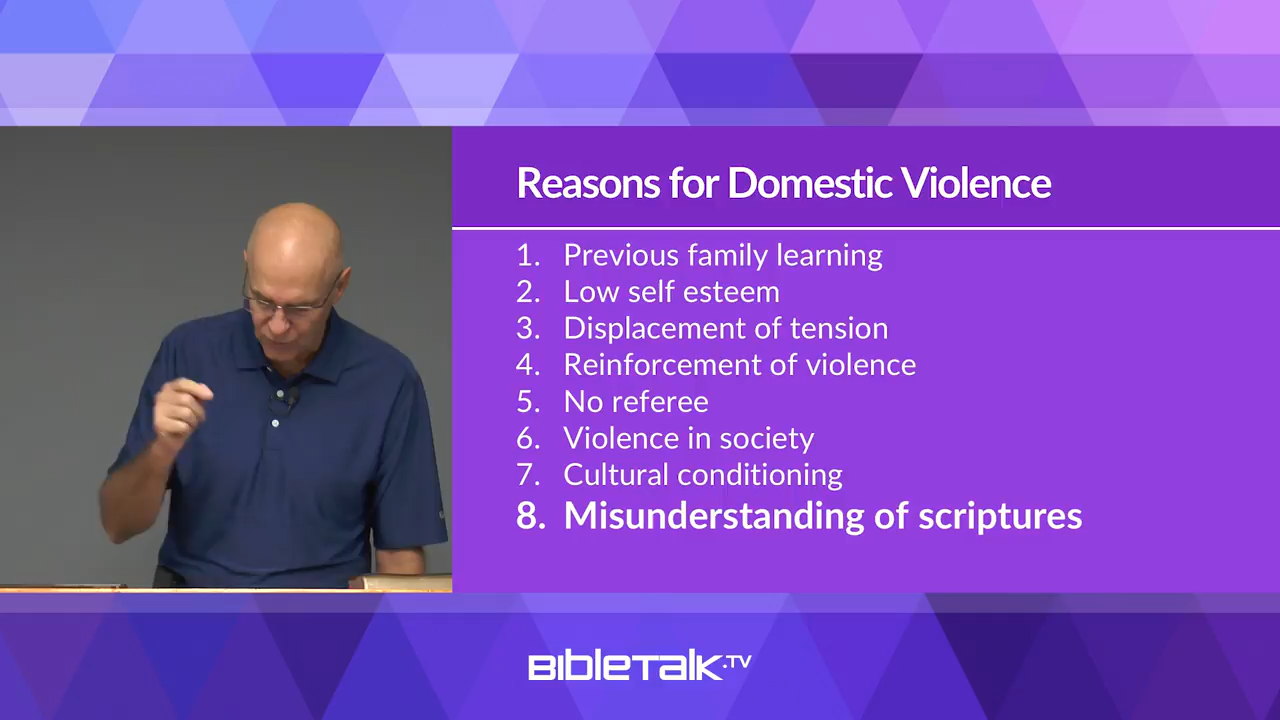 Reasons for Domestic Violence
1. Previous family learning
2. Low self esteem
3. Displacement of tension
4. Reinforcement of violence
5. No referee
6. Violence in society
7. Cultural conditioning
8. Misunderstanding of scriptures
BIBLETALK.TV